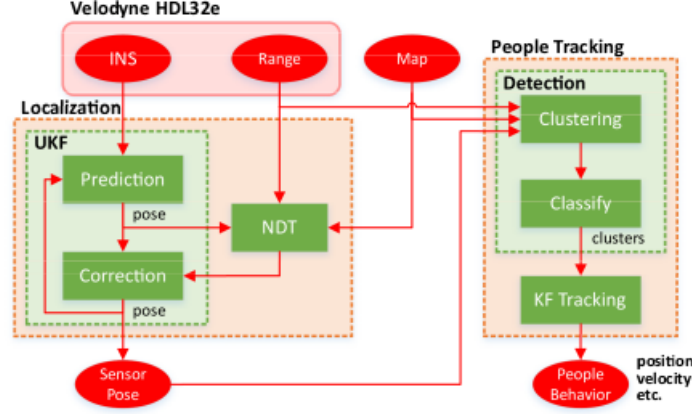 Velodyne HDL32e
INS
Range
Map
People Tracking
Localization
Detection
UKF
Clustering
Prediction
pose
NDT
Classify
clusters
Correction
pose
KF Tracking
Sensor
Pose
People
Behavior
position
velocity
etc.